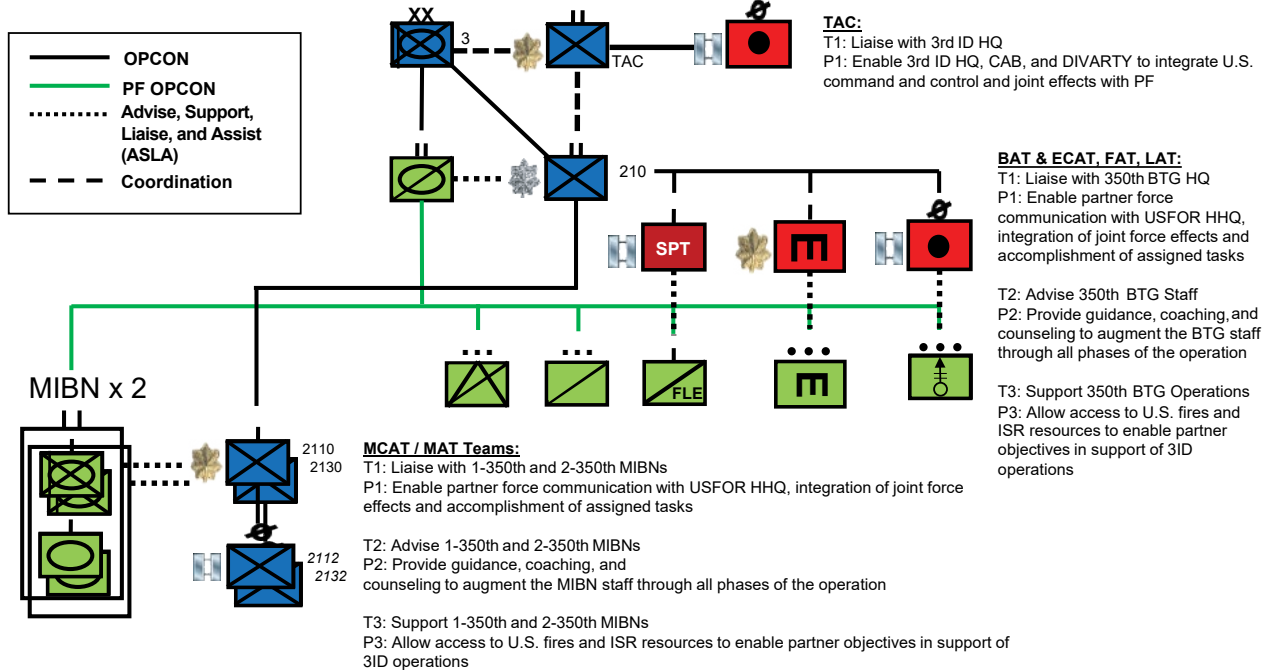 OPCON
PF OPCON
Advise, Support,
Liaise, and Assist
(ASLA)
Coordination
XX
3
TAC
TAC:
T1: Liaise with 3rd ID HQ
P1: Enable 3rd ID HQ, CAB, and DIVARTY to integrate U.S.
command and control and joint effects with PF
210
SPT
BAT & ECAT, FAT, LAT:
T1: Liaise with 350th BTG HQ
P1: Enable partner force
communication with USFOR HHQ,
integration of joint force effects and
accomplishment of assigned tasks
T2: Advise 350th BTG Staff
P2: Provide guidance, coaching, and
counseling to augment the BTG staff
through all phases of the operation
T3: Support 350th BTG Operations
P3: Allow access to U.S. fires and
ISR resources to enable partner
objectives in support of 3ID
operations
FLE
MIBN x 2
2110
2130
2112
2132
MCAT / MAT Teams:
T1: Liaise with 1-350th and 2-350th MIBNs
P1: Enable partner force communication with USFOR HHQ, integration of joint force
effects and accomplishment of assigned tasks
T2: Advise 1-350th and 2-350th MIBNs
P2: Provide guidance, coaching, and
counseling to augment the MIBN staff through all phases of the operation
T3: Support 1-350th and 2-350th MIBNs
P3: Allow access to U.S. fires and ISR resources to enable partner objectives in support of
3ID operations